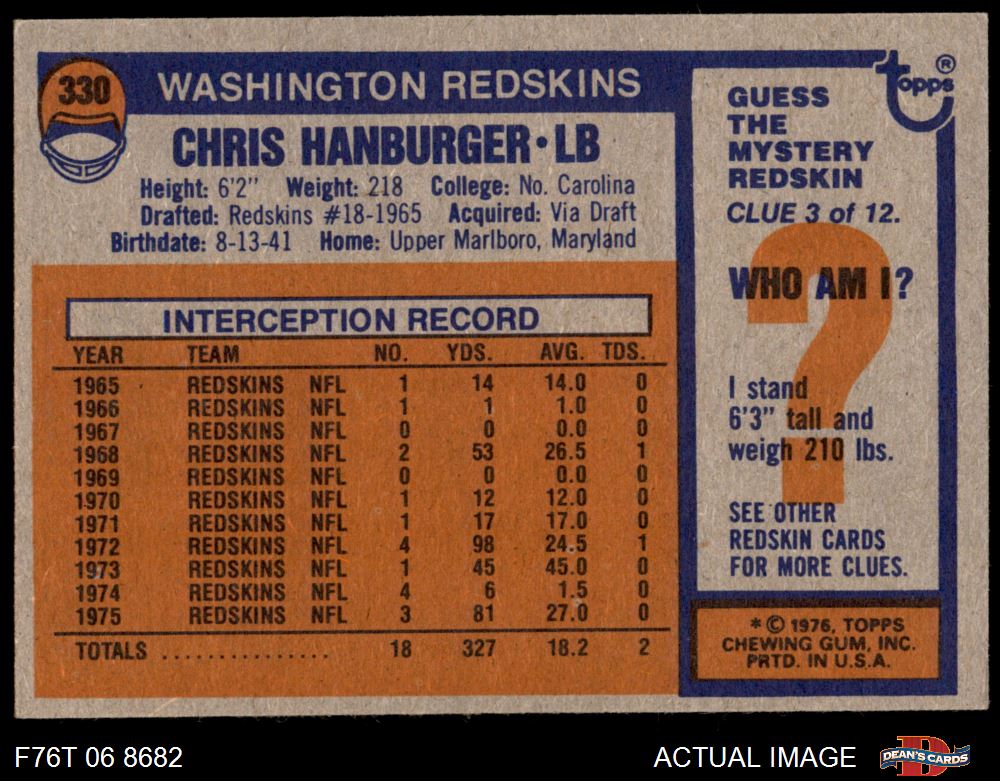 330
WASHINGTON REDSKINS
CHRIS HANBURGER • LB
Height: 6'2" Weight: 218 College: No. Carolina
Drafted: Redskins #18-1965 Acquired: Via Draft
Birthdate: 8-13-41 Home: Upper Marlboro, Maryland
INTERCEPTION RECORD
YEAR TEAM NO. YDS. AVG. TDS.
1965 REDSKINS NFL 1 14 14.0 0
1966 REDSKINS NFL 1 1 1.0 0
1967 REDSKINS NFL 0 0 0.0 0
1968 REDSKINS NFL 2 53 26.5 1
1969 REDSKINS NFL 0 0 0.0 0
1970 REDSKINS NFL 1 12 12.0 0
1971 REDSKINS NFL 1 17 17.0 0
1972 REDSKINS NFL 4 98 24.5 1
1973 REDSKINS NFL 1 45 45.0 0
1974 REDSKINS NFL 4 6 1.5 0
1975 REDSKINS NFL 3 81 27.0 0
TOTALS ................ 18 327 18.2 2
topps®
GUESS
THE
MYSTERY
REDSKIN
CLUE 3 of 12.
?
WHO AM I?
I stand
6'3" tall and
weigh 210 lbs.
SEE OTHER
REDSKIN CARDS
FOR MORE CLUES.
* © 1976, TOPPS
CHEWING GUM, INC.
PRTD. IN U.S.A.
F76T 06 8682
ACTUAL IMAGE
DEAN'S CARDS